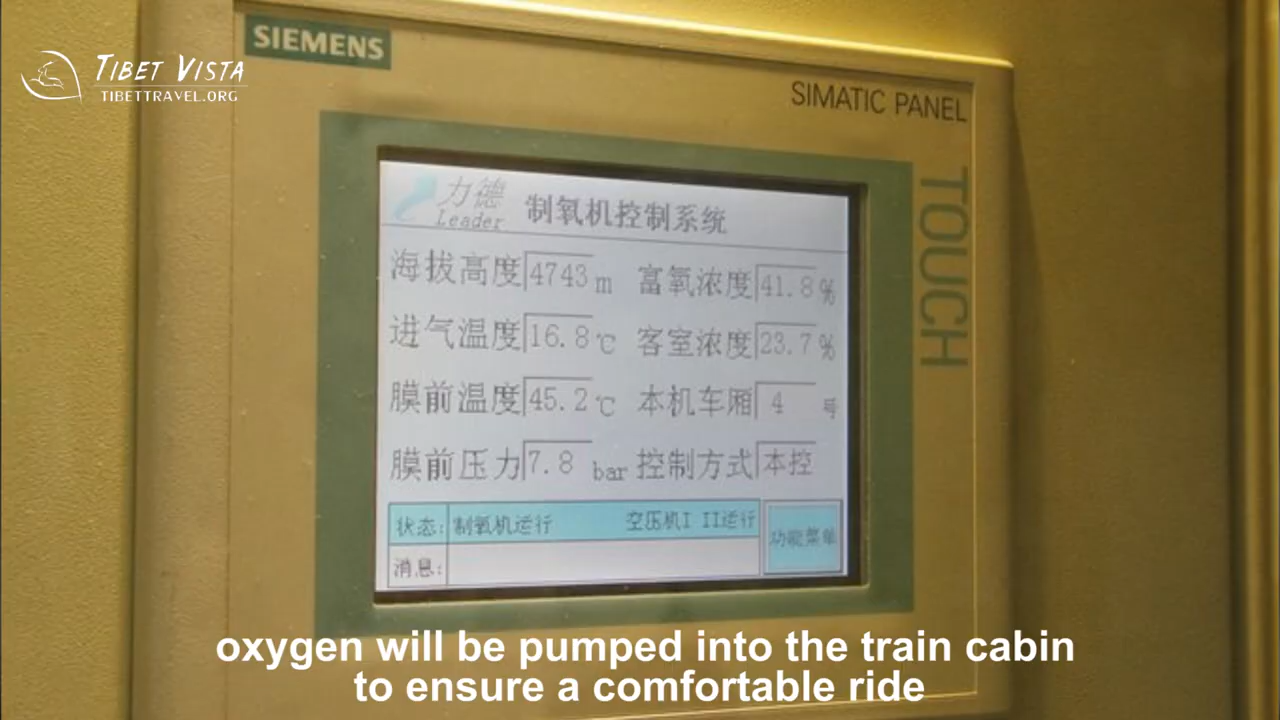 SIEMENS
TIBET VISTA
TIBETTRAVEL.ORG
SIMATIC PANEL
TOUCH
力德
Leader
制氧机控制系统
海拔高度 4743 m 富氧浓度 41.8 %
进气温度 16.8 ℃ 客室浓度 23.7 %
膜前温度 45.2 ℃ 本机车厢 4 号
膜前压力 7.8 bar 控制方式 本控
状态: 制氧机运行 空压机I II运行
功能菜单
消息:
oxygen will be pumped into the train cabin
to ensure a comfortable ride